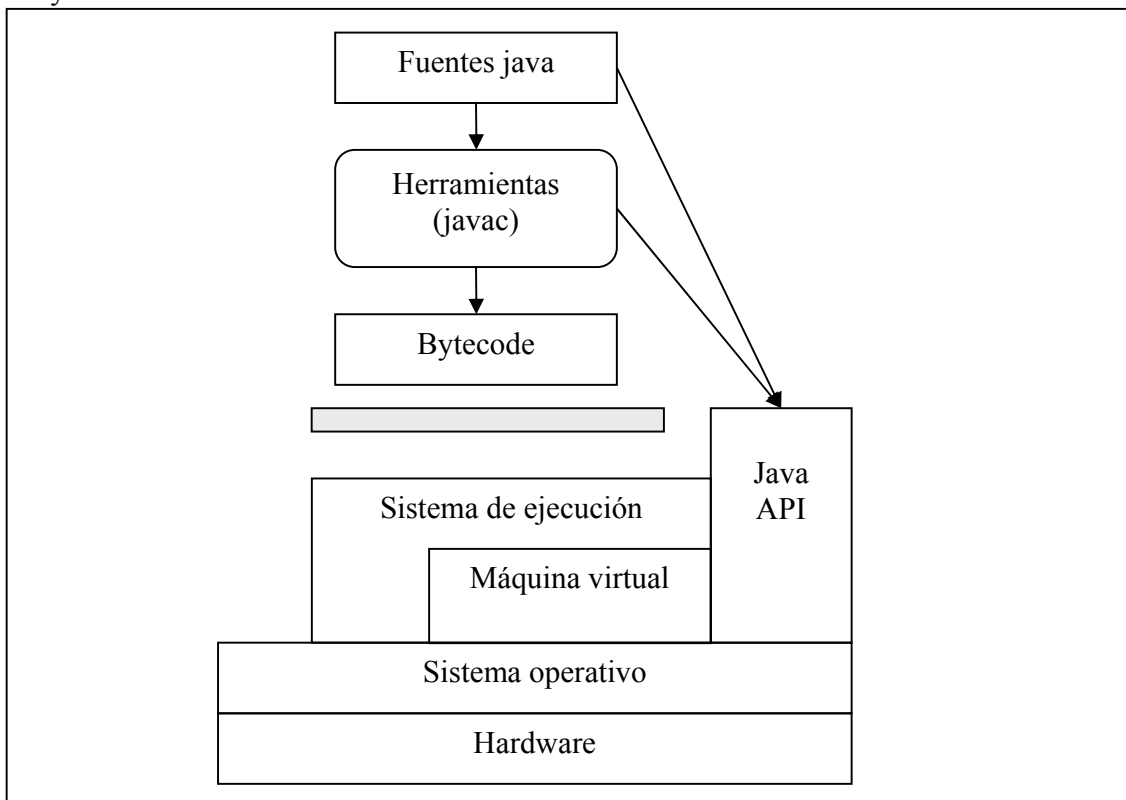 Fuentes java
Herramientas
(javac)
Bytecode
Java
API
Sistema de ejecución
Máquina virtual
Sistema operativo
Hardware